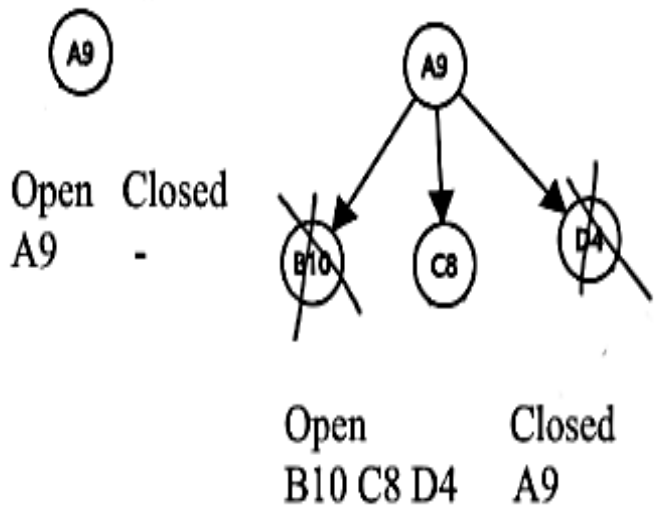 A9
Open Closed
A9 -
A9
B10 C8 D4
Open Closed
B10 C8 D4 A9